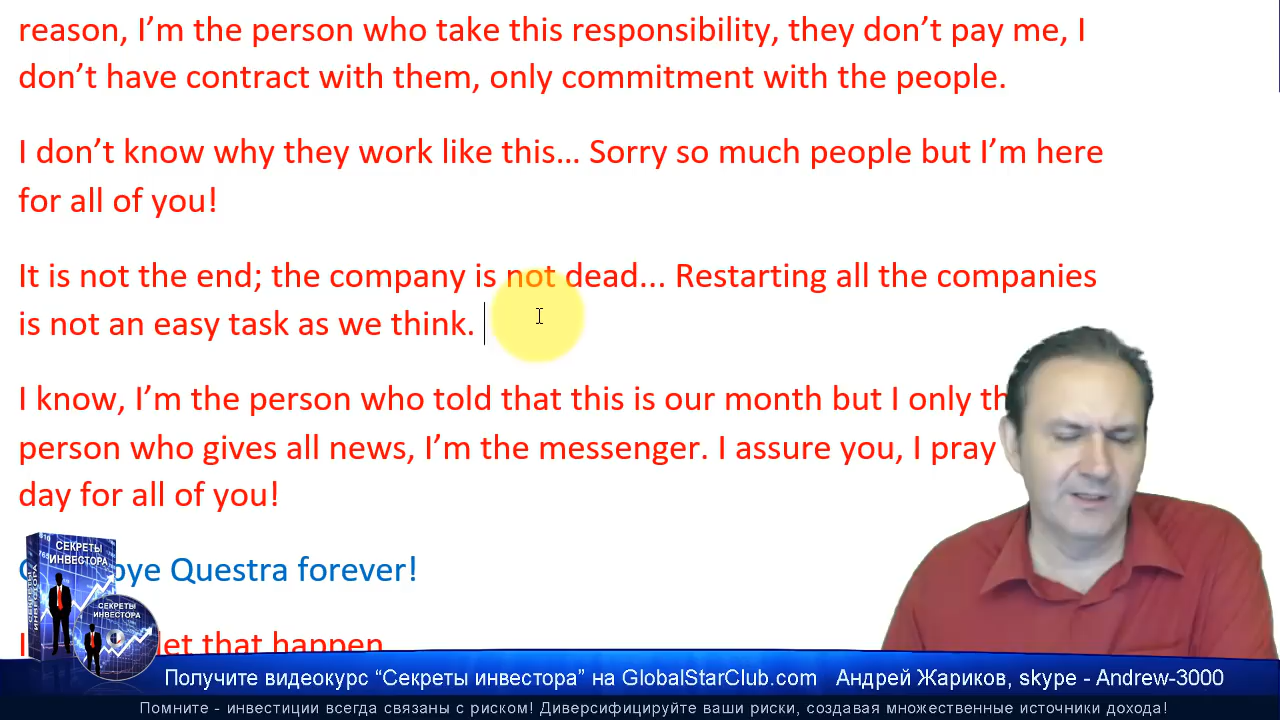 reason, I’m the person who take this responsibility, they don’t pay me, I
don’t have contract with them, only commitment with the people.
I don’t know why they work like this... Sorry so much people but I’m here
for all of you!
It is not the end; the company is not dead... Restarting all the companies
is not an easy task as we think.
I know, I’m the person who told that this is our month but I only
person who gives all news, I’m the messenger. I assure you, I pray
day for all of you!
Questra forever!
let that happen
СЕКРЕТЫ
ИНВЕСТОРА
СЕКРЕТЫ
ИНВЕСТОРА
Получите видеокурс “Секреты инвестора” на GlobalStarClub.com Андрей Жариков, skype - Andrew-3000
Помните - инвестиции всегда связаны с риском! Диверсифицируйте ваши риски, создавая множественные источники дохода!